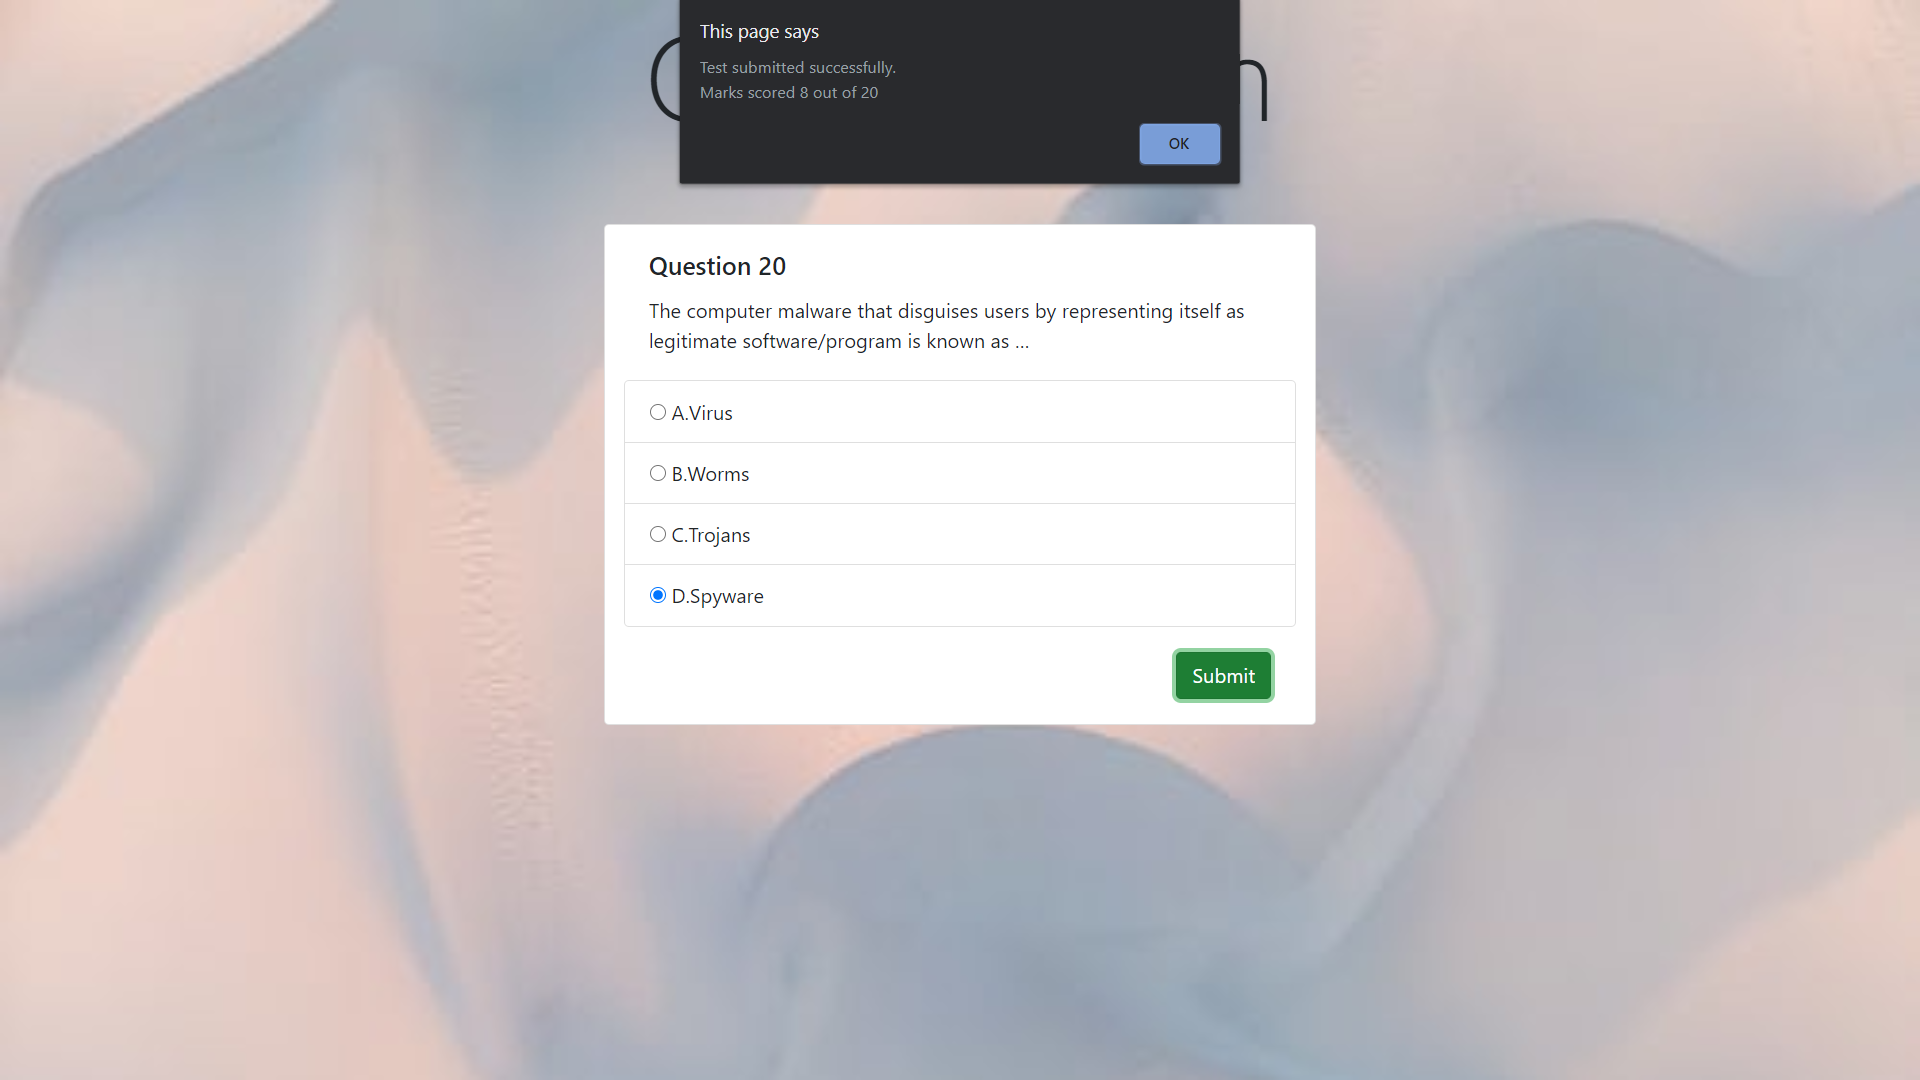 This page says
Test submitted successfully.
Marks scored 8 out of 20
OK
Question 20
The computer malware that disguises users by representing itself as
legitimate software/program is known as ...
A.Virus
B.Worms
C.Trojans
D.Spyware
Submit